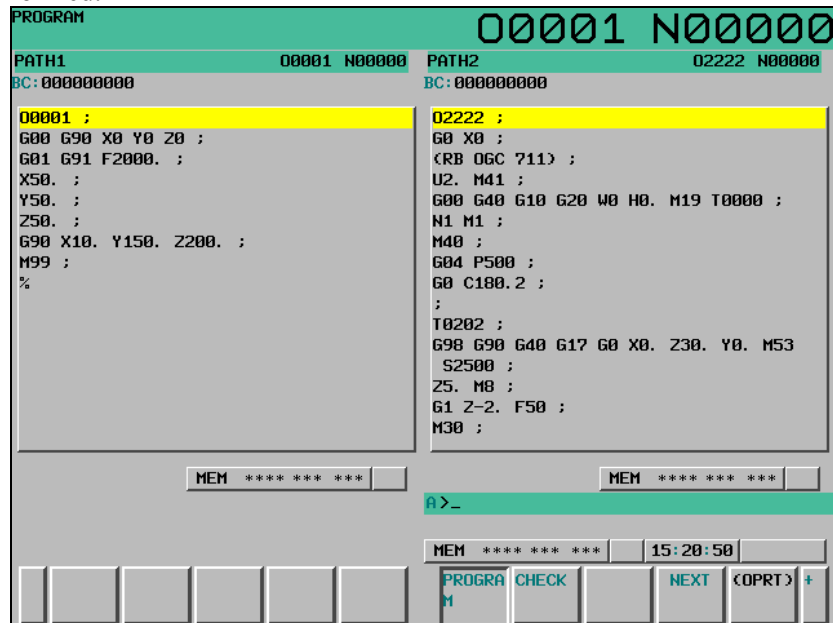 PROGRAM
O0001 N00000
PATH1 O0001 N00000
BC:000000000
O0001 ;
G00 G90 X0 Y0 Z0 ;
G01 G91 F2000. ;
X50. ;
Y50. ;
Z50. ;
G90 X10. Y150. Z200. ;
M99 ;
%
MEM **** *** ***
PATH2 O2222 N00000
BC:000000000
O2222 ;
G0 X0 ;
(RB OGC 711) ;
U2. M41 ;
G00 G40 G10 G20 W0 H0. M19 T0000 ;
N1 M1 ;
M40 ;
G04 P500 ;
G0 C180.2 ;
;
T0202 ;
G98 G90 G40 G17 G0 X0. Z30. Y0. M53
S2500 ;
Z5. M8 ;
G1 Z-2. F50 ;
M30 ;
MEM **** *** ***
A>_
MEM **** *** *** 15:20:50
PROGRA
M
CHECK
NEXT
(OPRT)
+